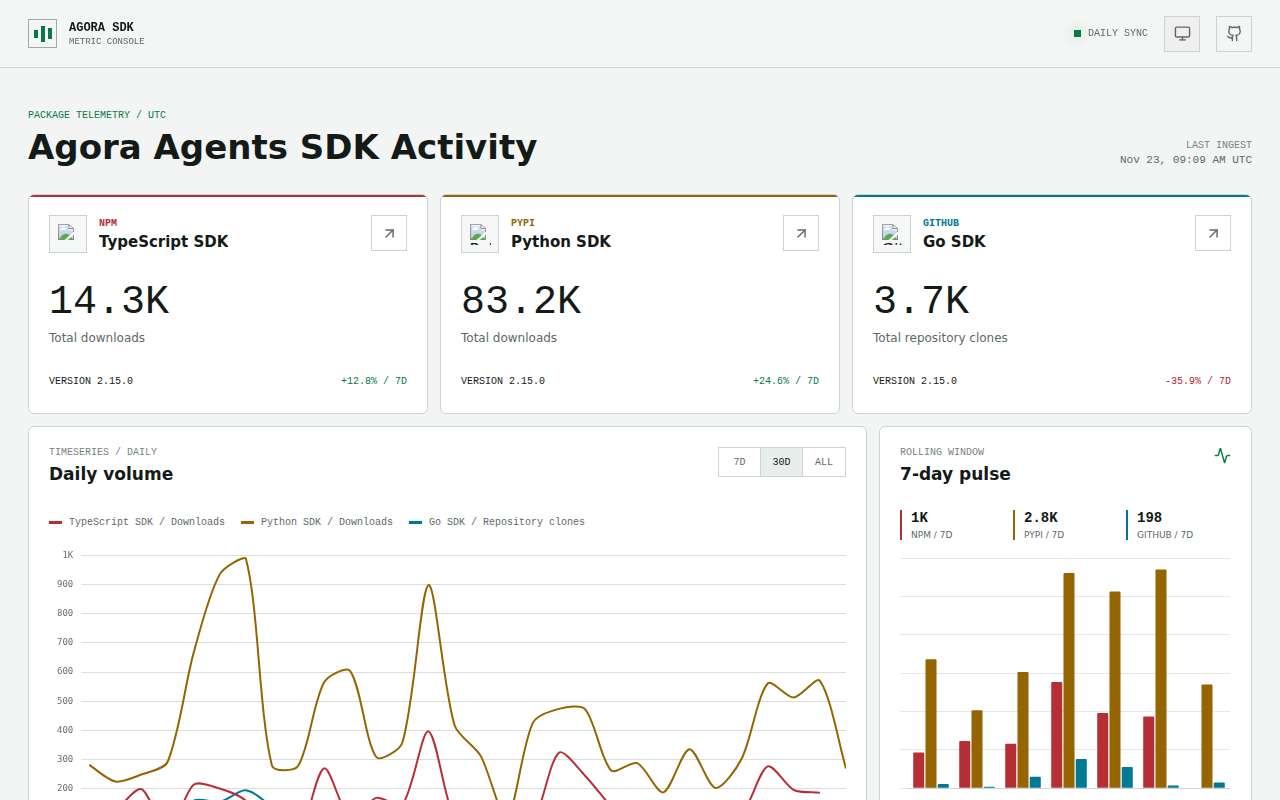 AGORA SDK
METRIC CONSOLE
DAILY SYNC
PACKAGE TELEMETRY / UTC
Agora Agents SDK Activity
LAST INGEST
Nov 23, 09:09 AM UTC
NPM
TypeScript SDK
14.3K
Total downloads
VERSION 2.15.0
+12.8% / 7D
PYPI
Python SDK
83.2K
Total downloads
VERSION 2.15.0
+24.6% / 7D
GITHUB
Go SDK
3.7K
Total repository clones
VERSION 2.15.0
-35.9% / 7D
TIMESERIES / DAILY
Daily volume
7D
30D
ALL
TypeScript SDK / Downloads
Python SDK / Downloads
Go SDK / Repository clones
1K
900
800
700
600
500
400
300
200
ROLLING WINDOW
7-day pulse
1K
NPM / 7D
2.8K
PYPI / 7D
198
GITHUB / 7D